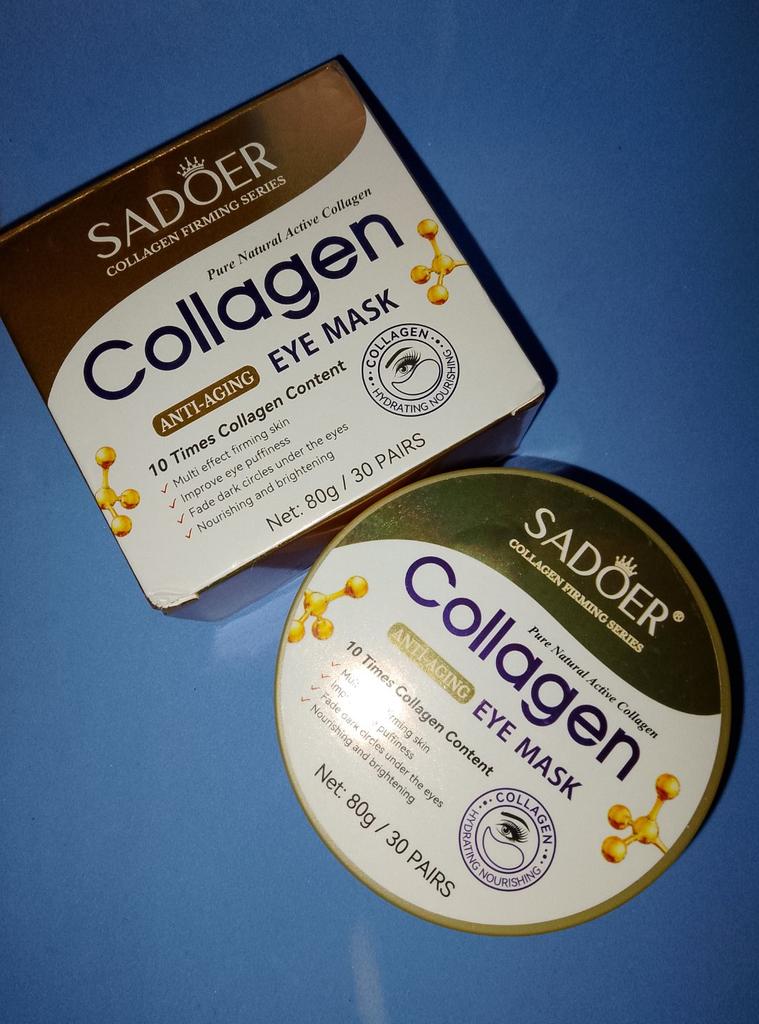 SADOER
COLLAGEN FIRMING SERIES
Pure Natural Active Collagen
Collagen
ANTI-AGING EYE MASK
10 Times Collagen Content
✓ Multi effect firming skin
✓ Improve eye puffiness
✓ Fade dark circles under the eyes
✓ Nourishing and brightening
Net: 80g / 30 PAIRS
COLLAGEN
HYDRATING NOURISHING
SADOER®
COLLAGEN FIRMING SERIES
Pure Natural Active Collagen
Collagen
ANTI-AGING EYE MASK
10 Times Collagen Content
✓ skin
✓ puffiness
✓ Fade dark circles under the eyes
✓ Nourishing and brightening
Net: 80g / 30 PAIRS
COLLAGEN
HYDRATING NOURISHING